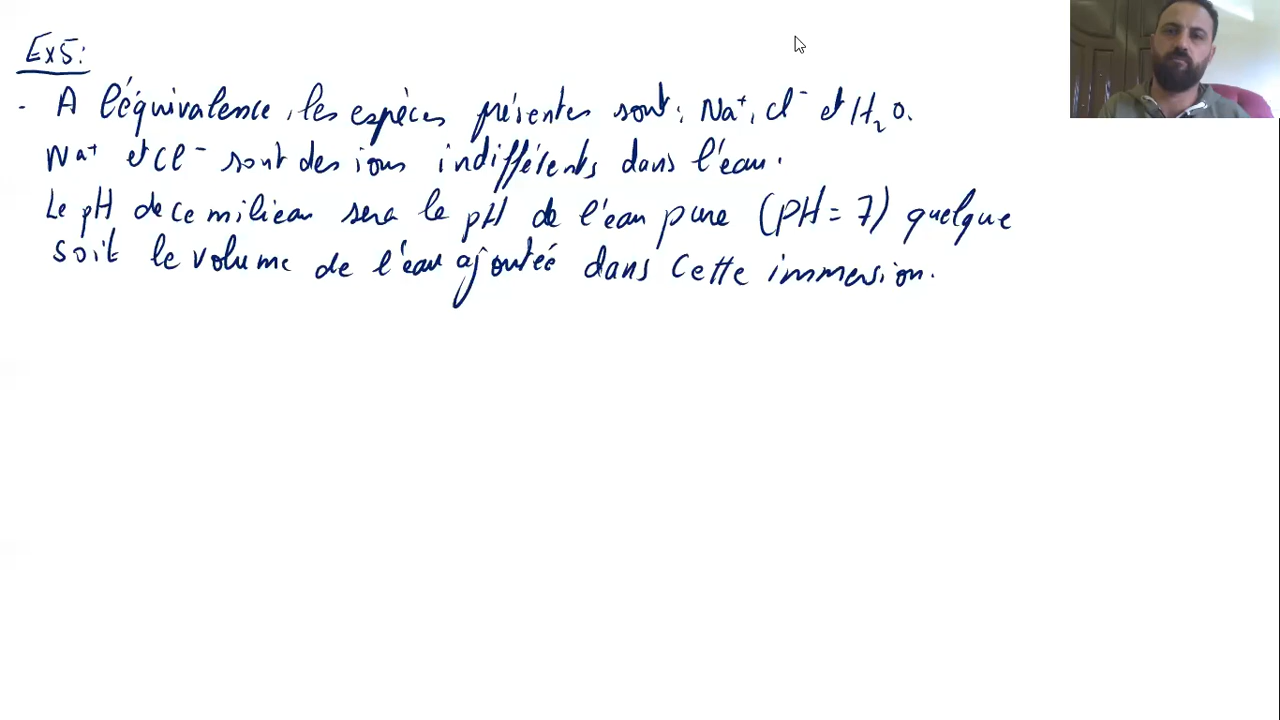 Ex5:
- A l'équivalence, les espèces présentes sont: Na⁺, Cl⁻ et H₂O.
Na⁺ et Cl⁻ sont des ions indifférents dans l'eau.
Le pH de ce milieu sera le pH de l'eau pure (PH = 7) quelque
soit le volume de l'eau ajoutée dans cette immersion.